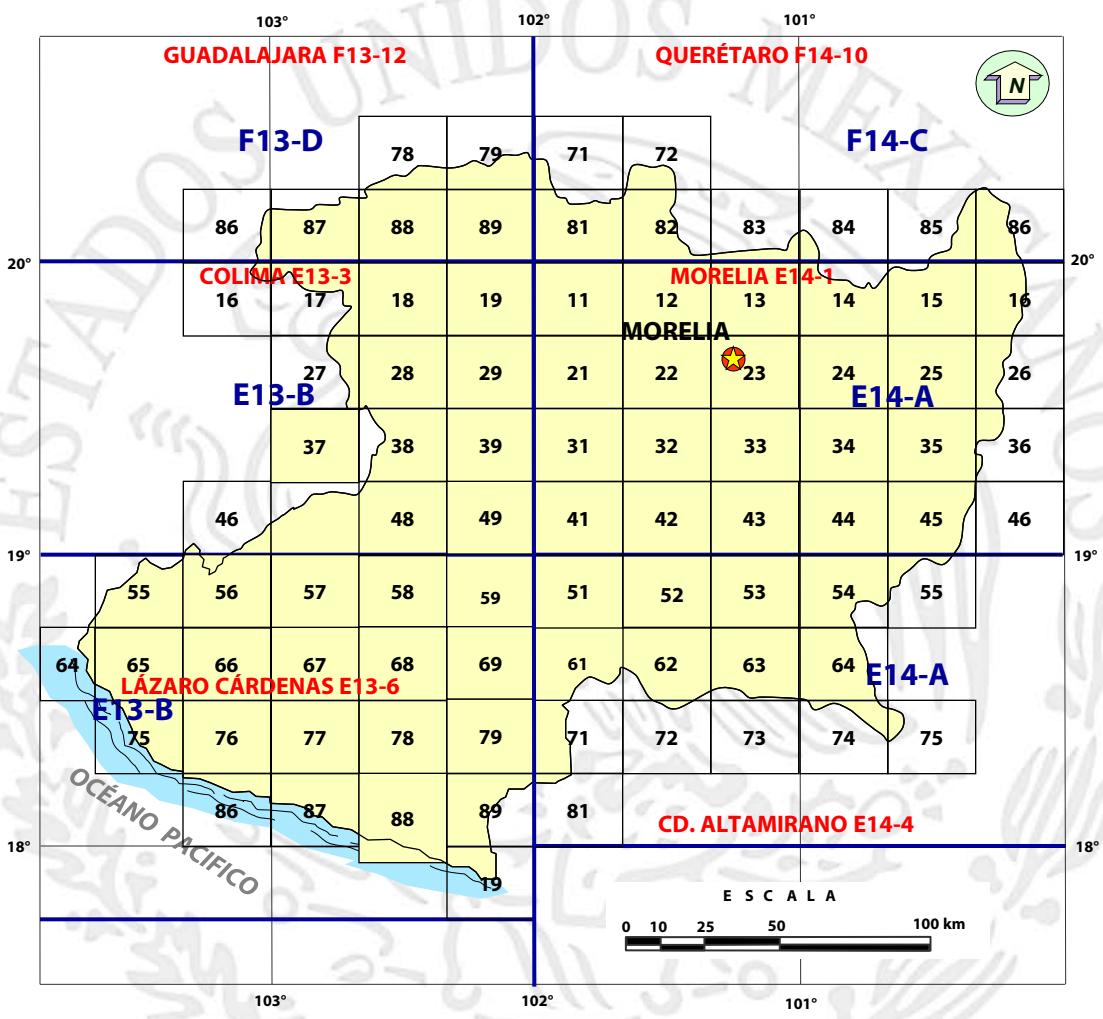 103° 102° 101°
GUADALAJARA F13-12 QUERÉTARO F14-10
N
F13-D F14-C
78 79 71 72
86 87 88 89 81 82 83 84 85 86
20° 20°
COLIMA E13-3 MORELIA E14-1
16 17 18 19 11 12 13 14 15 16
MORELIA
27 28 29 21 22 23 24 25 26
E13-B E14-A
37 38 39 31 32 33 34 35 36
46 48 49 41 42 43 44 45 46
19° 19°
55 56 57 58 59 51 52 53 54 55
64 65 66 67 68 69 61 62 63 64
E14-A
LÁZARO CÁRDENAS E13-6
E13-B
75 76 77 78 79 71 72 73 74 75
OCÉANO PACIFICO
86 87 88 89 81
CD. ALTAMIRANO E14-4
18° 18°
19
ESCALA
0 10 25 50 100 km
103° 102° 101°
ESTADOS UNIDOS MEXICANOS